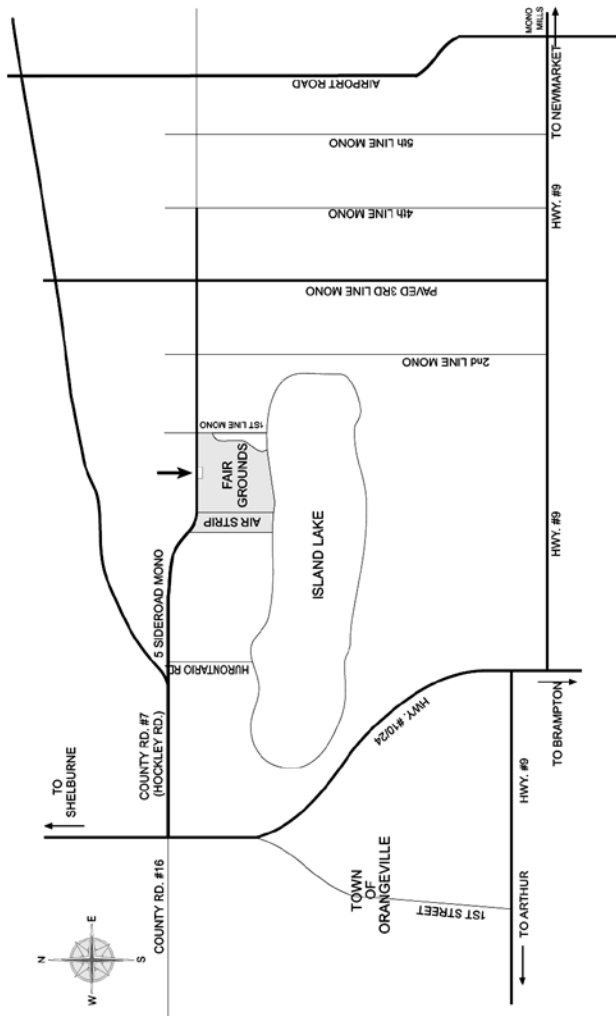 MONO
MILLS
TO NEWMARKET
AIRPORT ROAD
5th LINE MONO
4th LINE MONO
HWY. #9
PAVED 3RD LINE MONO
2nd LINE MONO
1ST LINE MONO
FAIR
GROUNDS
AIR STRIP
ISLAND LAKE
HWY. #9
5 SIDEROAD MONO
HURONTARIO RD
COUNTY RD. #7
(HOCKLEY RD.)
TO
SHELBURNE
HWY. #10/24
TO BRAMPTON
HWY. #9
COUNTY RD. #16
TOWN
OF
ORANGEVILLE
1ST STREET
TO ARTHUR
N
E
S
W